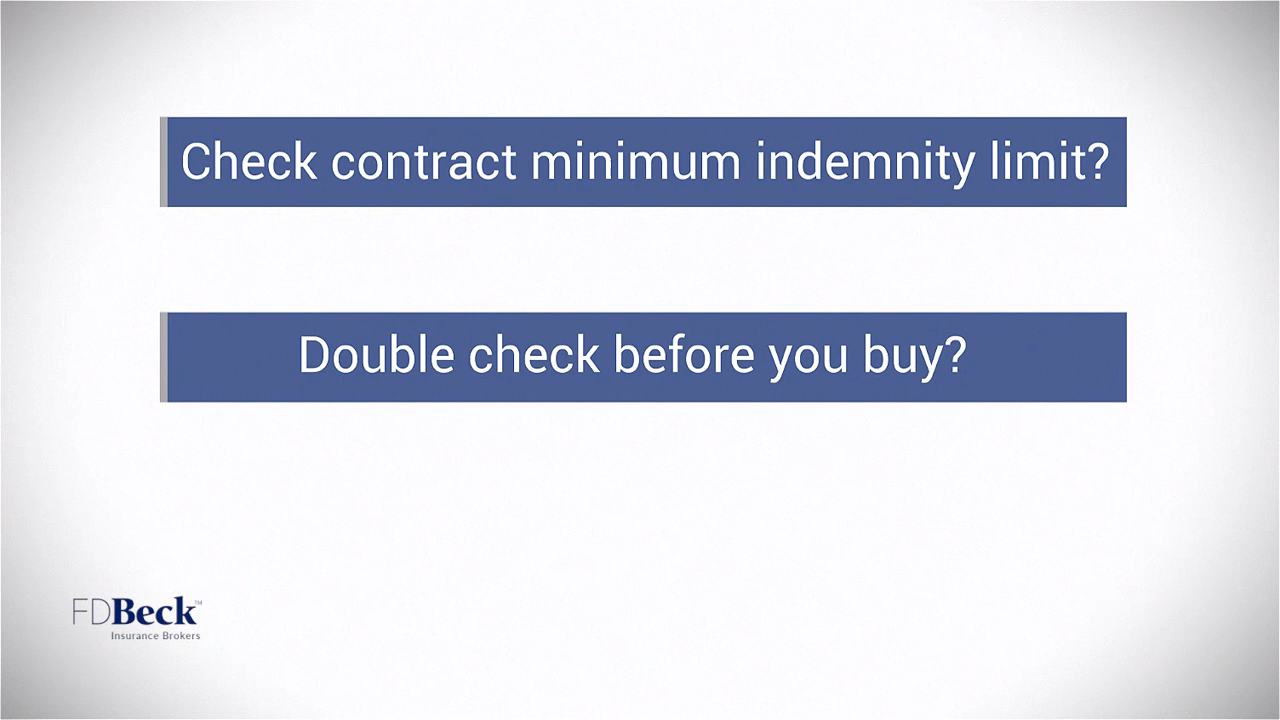 Check contract minimum indemnity limit?
Double check before you buy?
FDBeck™
Insurance Brokers